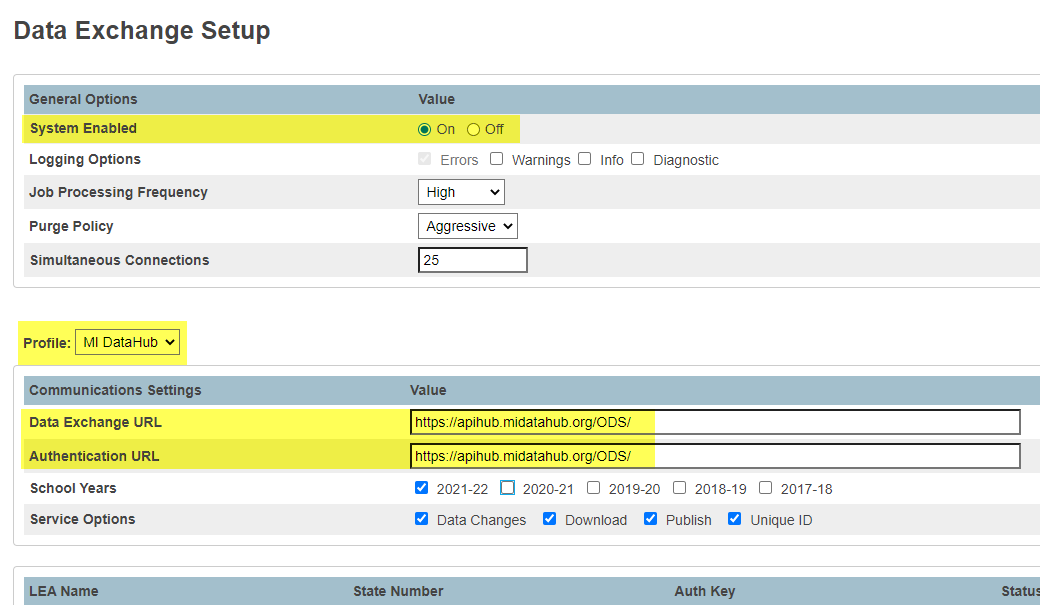 Data Exchange Setup
General Options Value
System Enabled On Off
Logging Options Errors Warnings Info Diagnostic
Job Processing Frequency High
Purge Policy Aggressive
Simultaneous Connections 25
Profile: MI DataHub
Communications Settings Value
Data Exchange URL https://apihub.midatahub.org/ODS/
Authentication URL https://apihub.midatahub.org/ODS/
School Years 2021-22 2020-21 2019-20 2018-19 2017-18
Service Options Data Changes Download Publish Unique ID
LEA Name State Number Auth Key Status